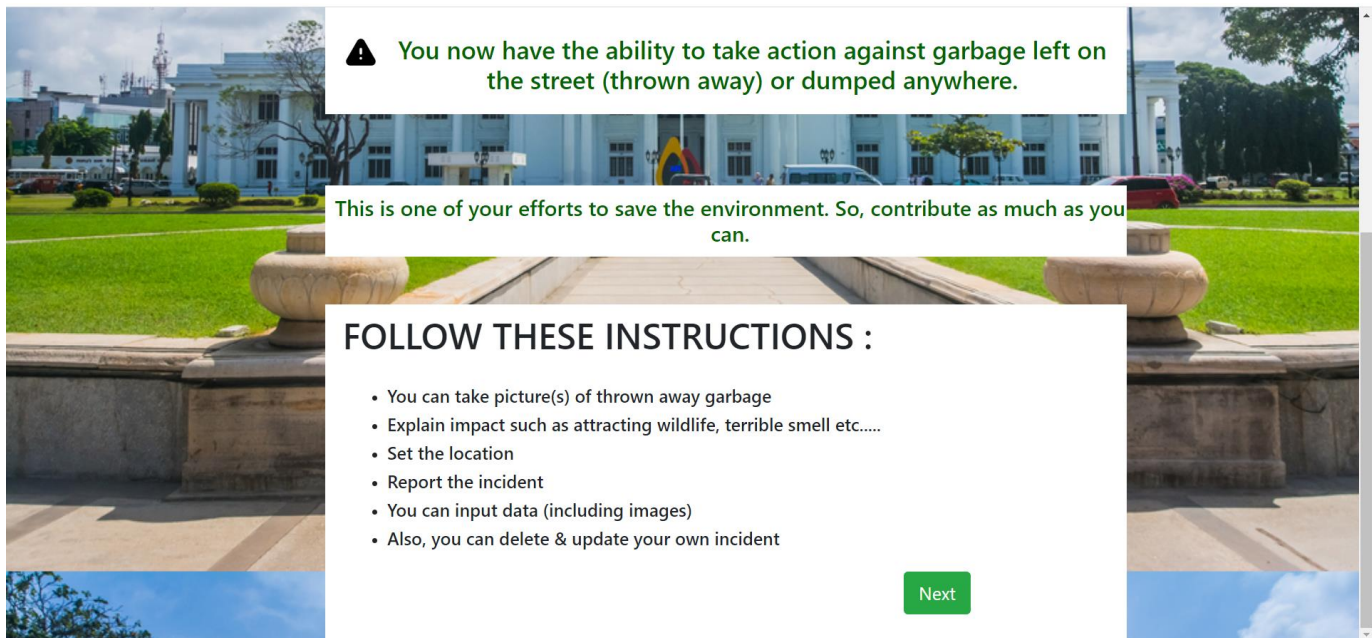 You now have the ability to take action against garbage left on
the street (thrown away) or dumped anywhere.
This is one of your efforts to save the environment. So, contribute as much as you
can.
FOLLOW THESE INSTRUCTIONS :
• You can take picture(s) of thrown away garbage
• Explain impact such as attracting wildlife, terrible smell etc.....
• Set the location
• Report the incident
• You can input data (including images)
• Also, you can delete & update your own incident
Next